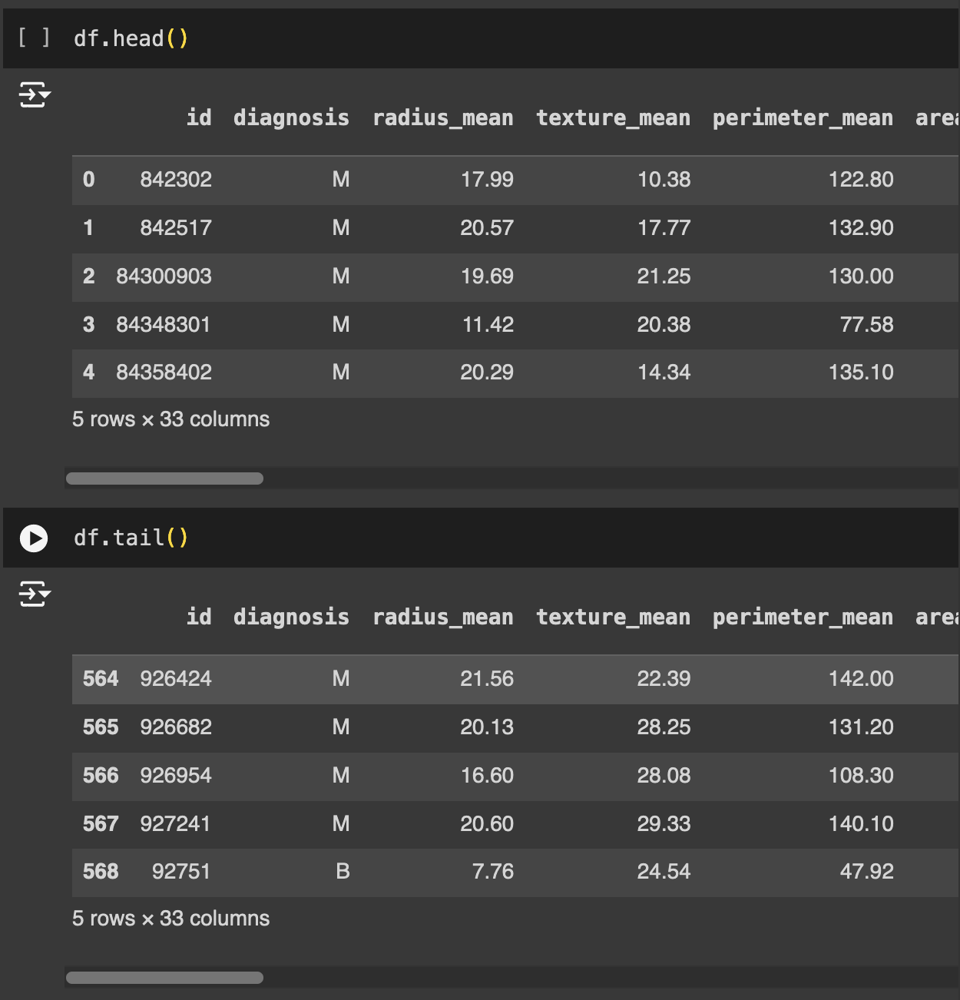 [ ] df.head()
id diagnosis radius_mean texture_mean perimeter_mean area
0 842302 M 17.99 10.38 122.80
1 842517 M 20.57 17.77 132.90
2 84300903 M 19.69 21.25 130.00
3 84348301 M 11.42 20.38 77.58
4 84358402 M 20.29 14.34 135.10
5 rows × 33 columns
df.tail()
id diagnosis radius_mean texture_mean perimeter_mean area
564 926424 M 21.56 22.39 142.00
565 926682 M 20.13 28.25 131.20
566 926954 M 16.60 28.08 108.30
567 927241 M 20.60 29.33 140.10
568 92751 B 7.76 24.54 47.92
5 rows × 33 columns